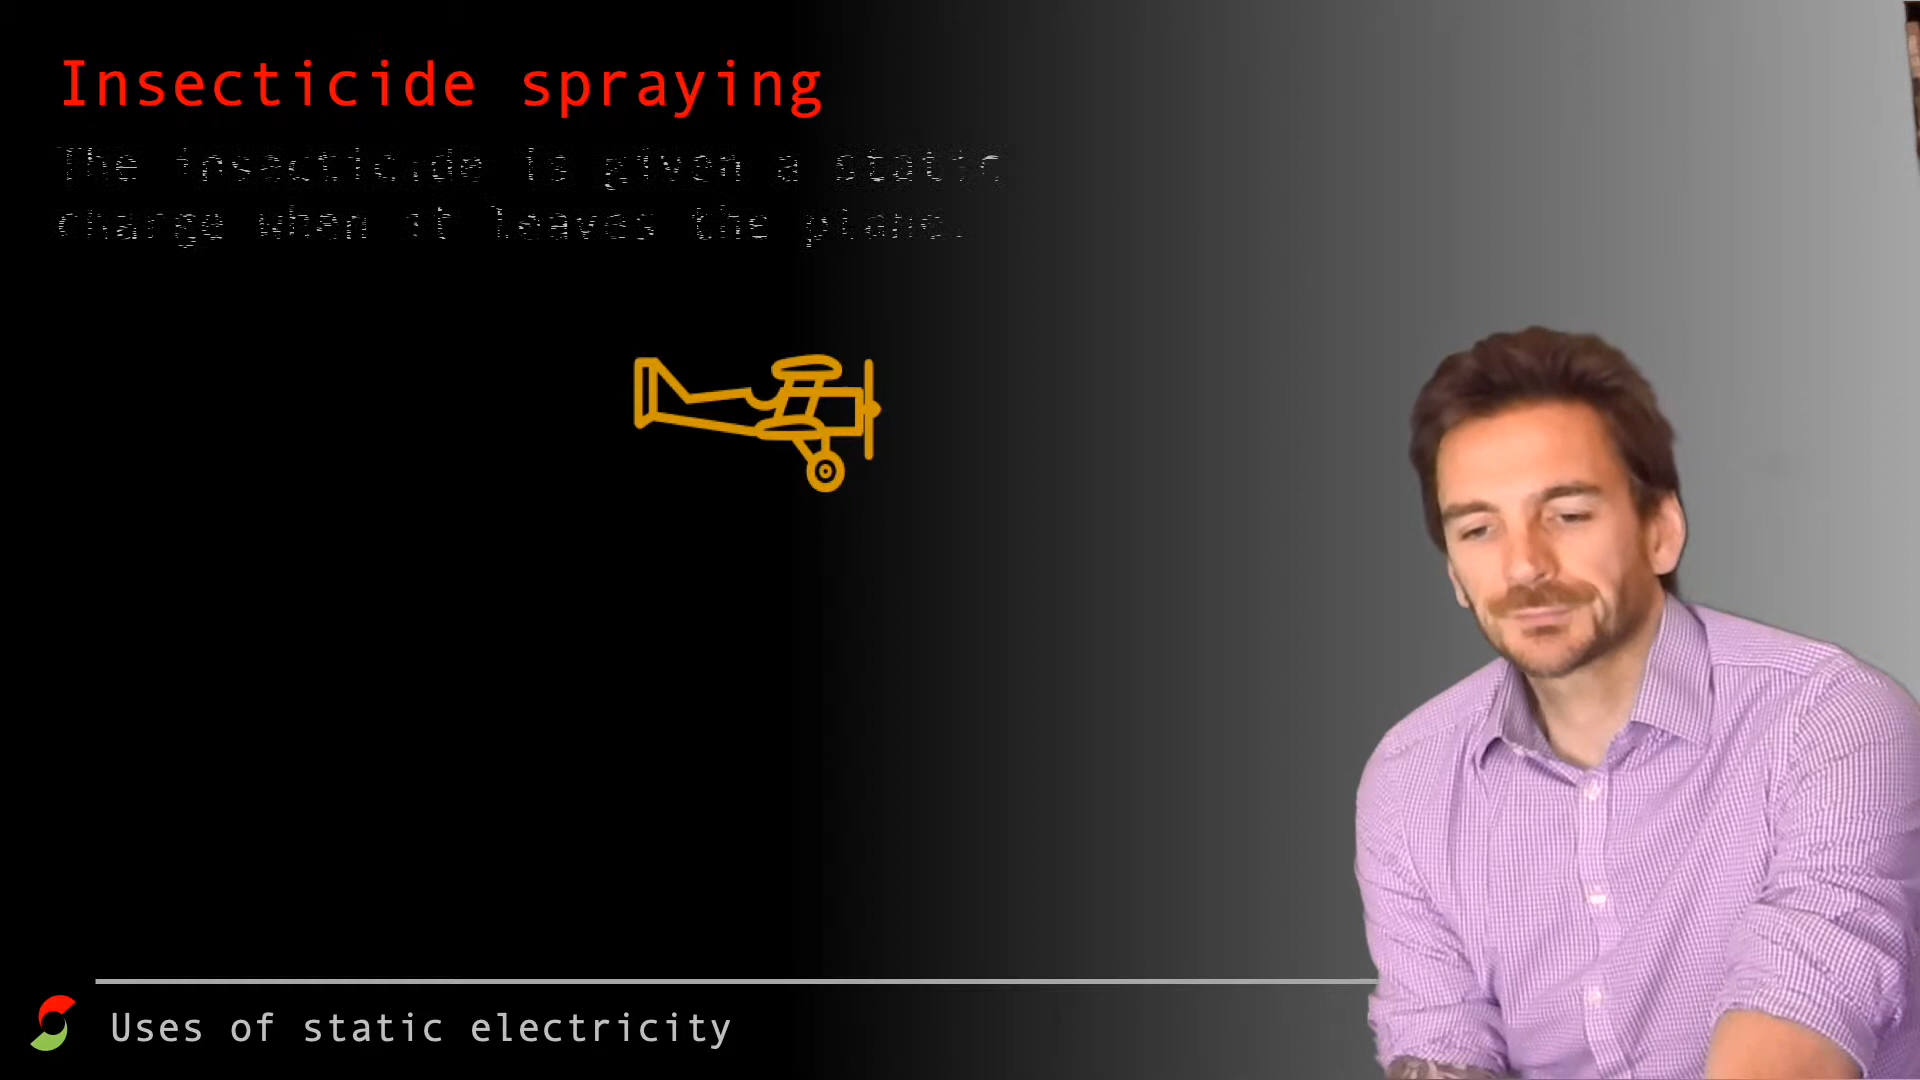 Insecticide spraying
The insecticide is given a static
charge when it leaves the plane.
Uses of static electricity